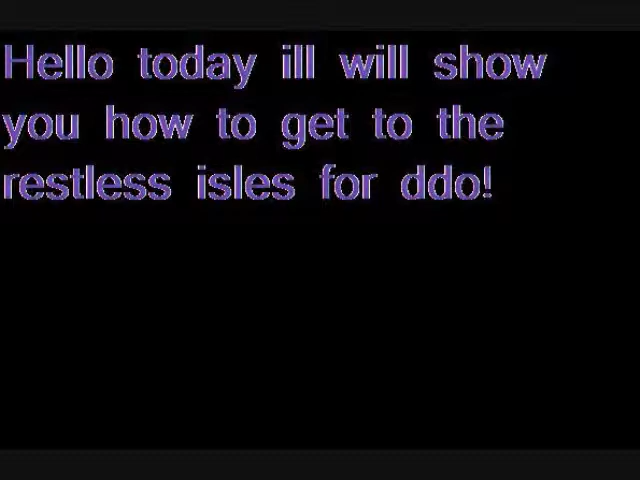 Hello today ill will show
you how to get to the
restless isles for ddo!